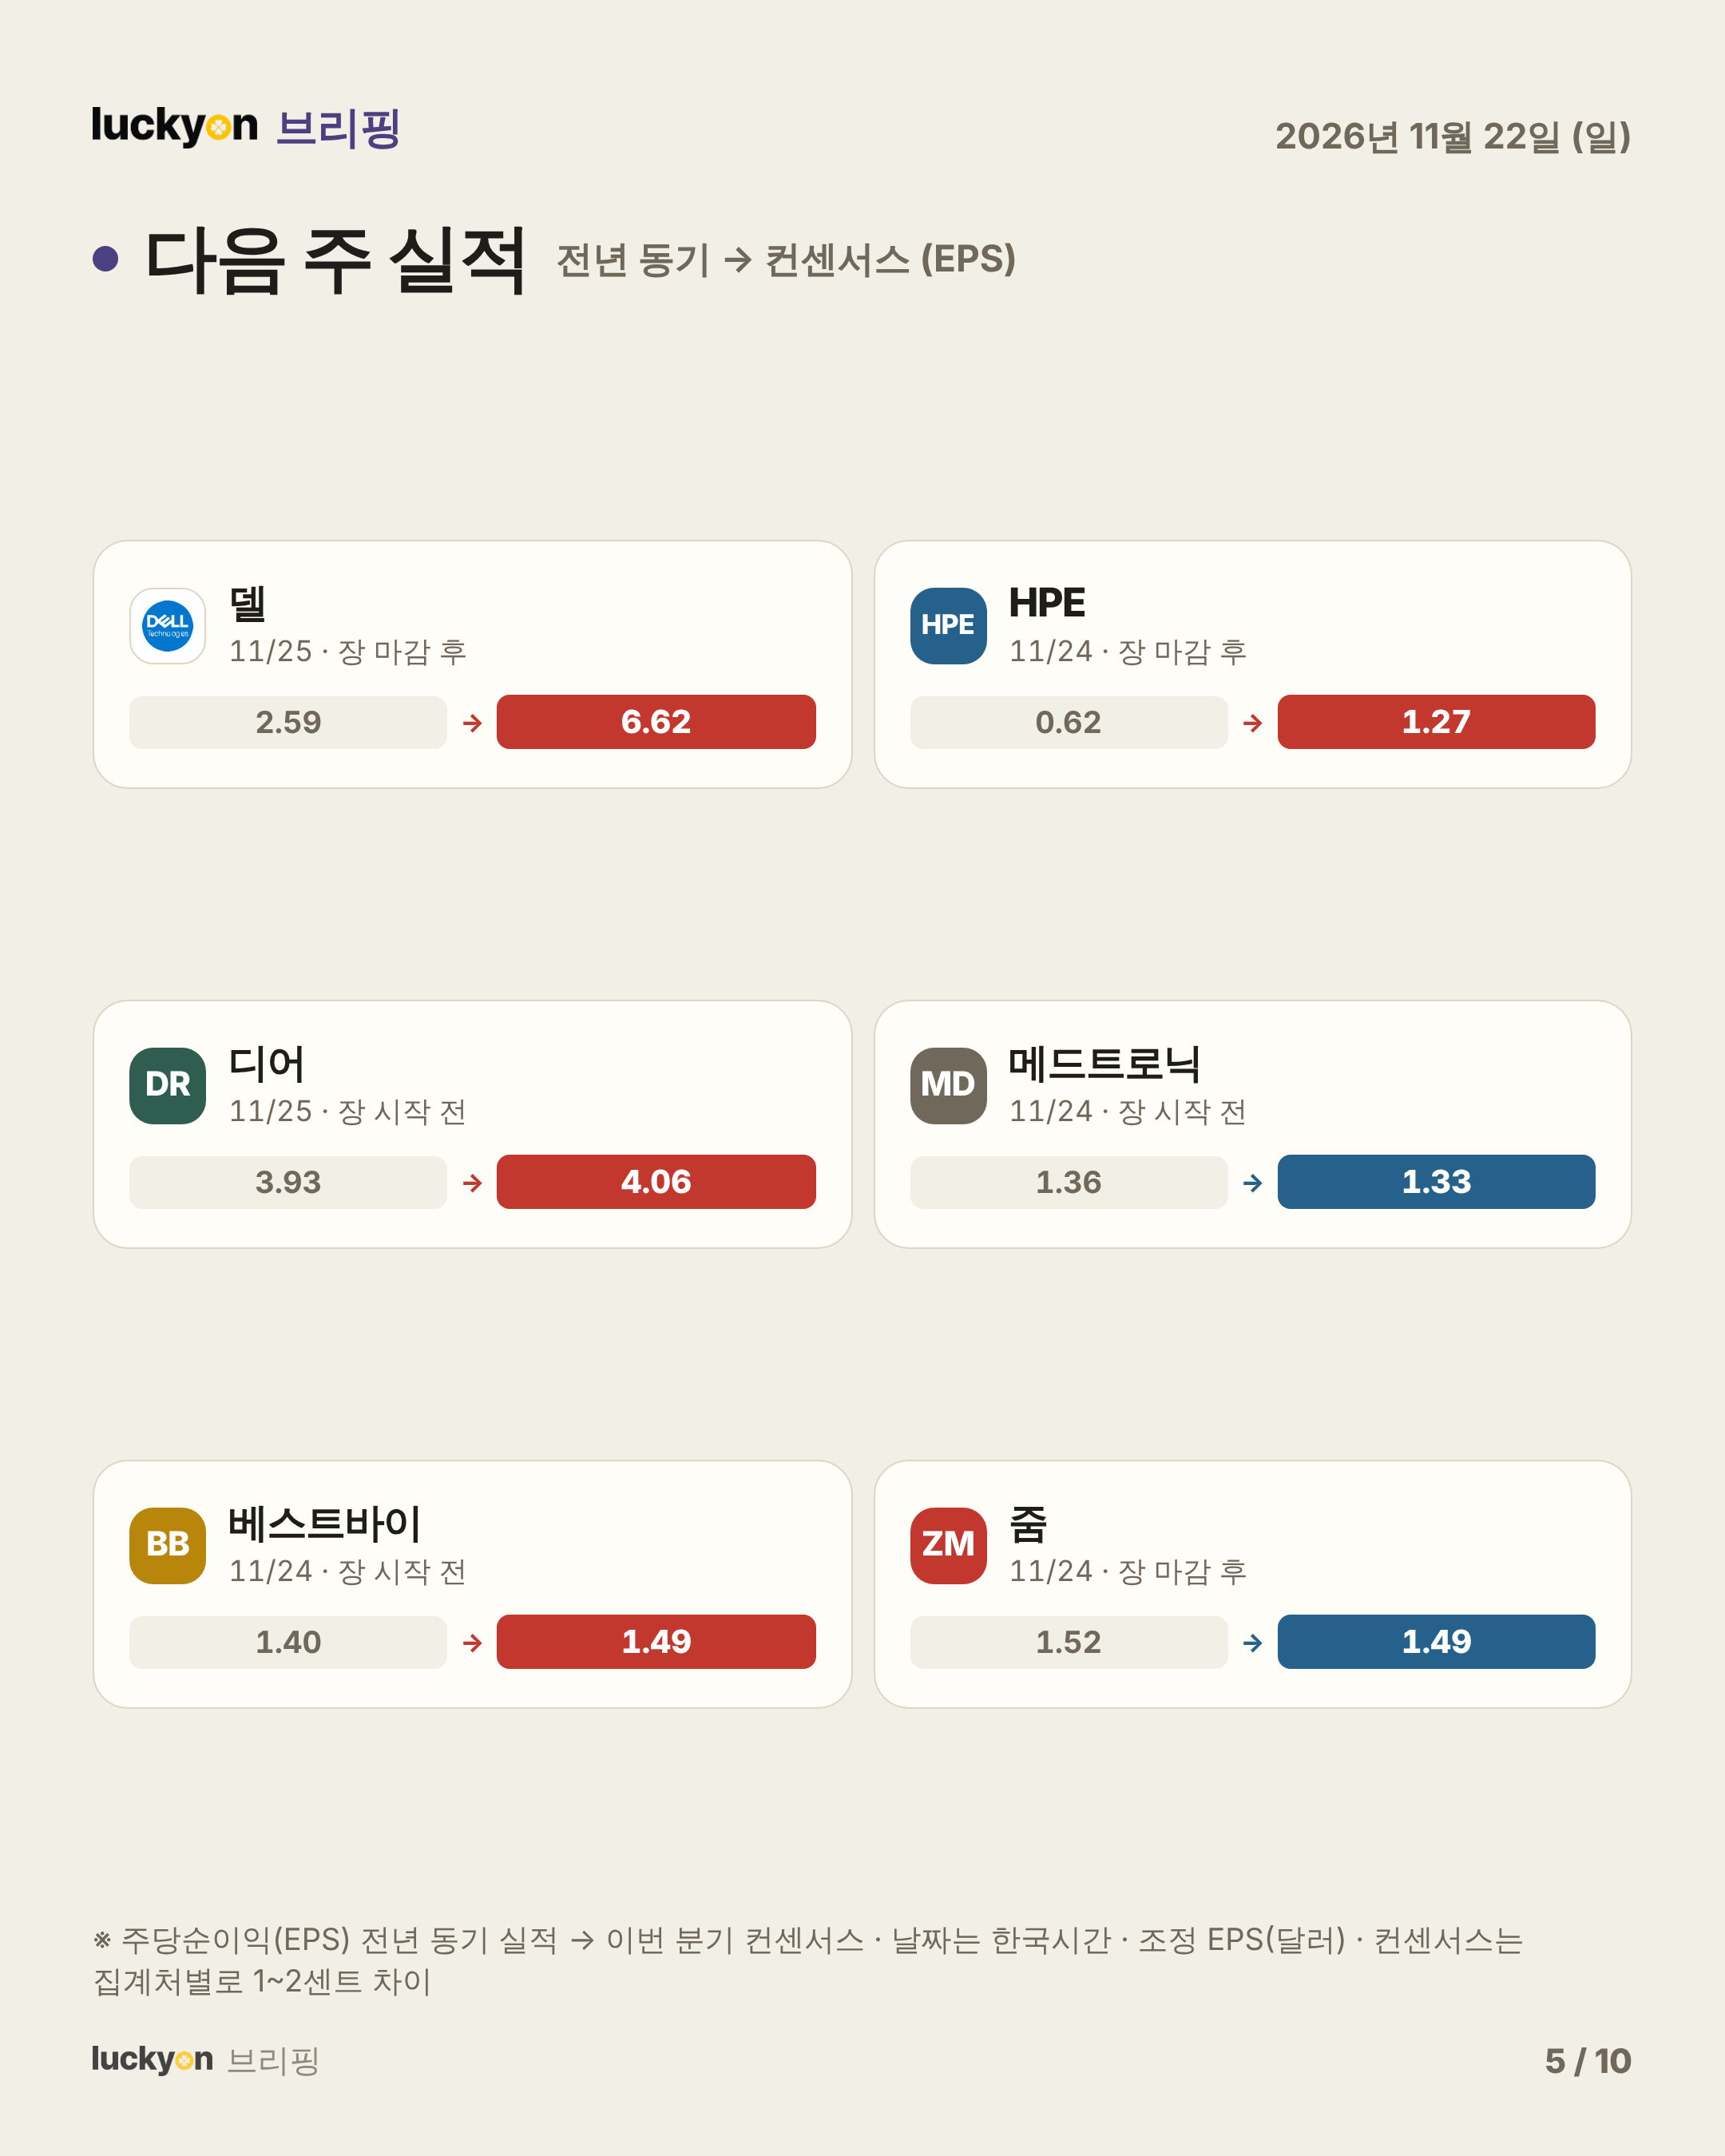 luckyon 브리핑
2026년 11월 22일 (일)
다음 주 실적 전년 동기 → 컨센서스 (EPS)
DELL Technologies
델
11/25 · 장 마감 후
2.59 → 6.62
HPE
HPE
11/24 · 장 마감 후
0.62 → 1.27
DR
디어
11/25 · 장 시작 전
3.93 → 4.06
MD
메드트로닉
11/24 · 장 시작 전
1.36 → 1.33
BB
베스트바이
11/24 · 장 시작 전
1.40 → 1.49
ZM
줌
11/24 · 장 마감 후
1.52 → 1.49
※ 주당순이익(EPS) 전년 동기 실적 → 이번 분기 컨센서스 · 날짜는 한국시간 · 조정 EPS(달러) · 컨센서스는
집계처별로 1~2센트 차이
luckyon 브리핑
5 / 10